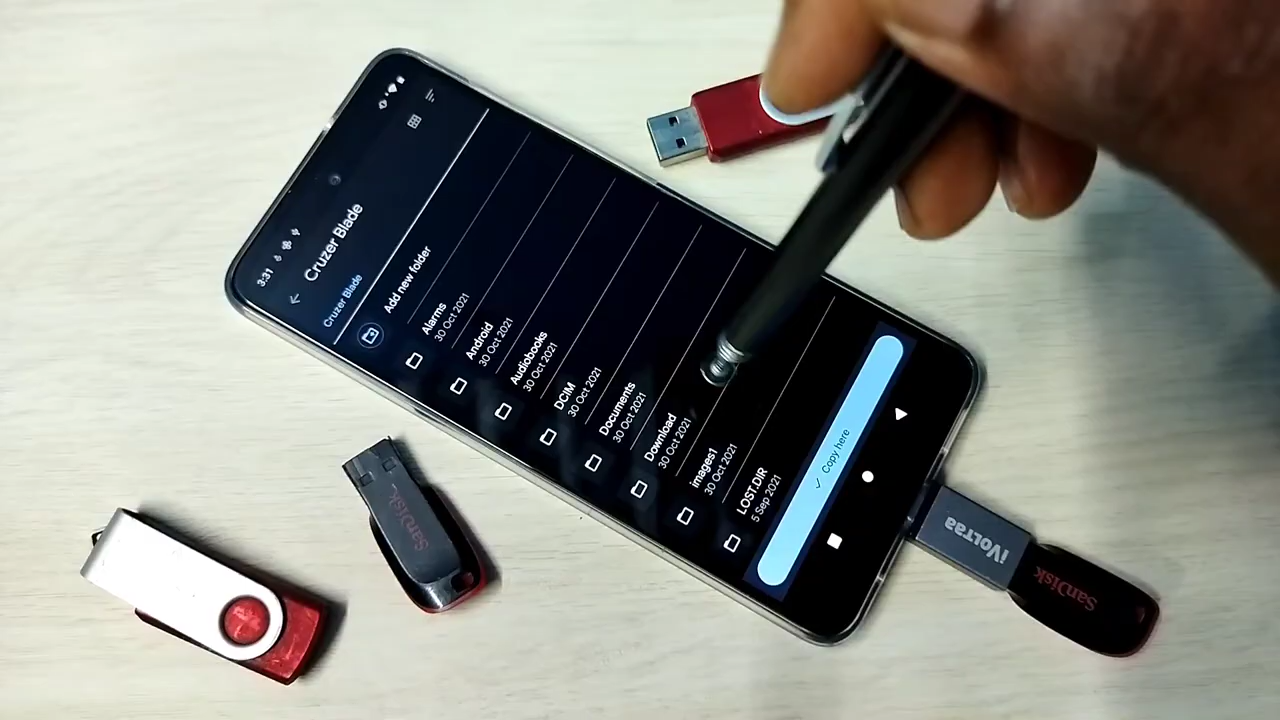 3:31
Cruzer Blade
Cruzer Blade
Add new folder
Alarms
30 Oct 2021
Android
30 Oct 2021
Audiobooks
30 Oct 2021
DCIM
30 Oct 2021
Documents
30 Oct 2021
Download
30 Oct 2021
images1
30 Oct 2021
LOST.DIR
5 Sep 2021
✓ Copy here
iVoltaa
SanDisk
SanDisk